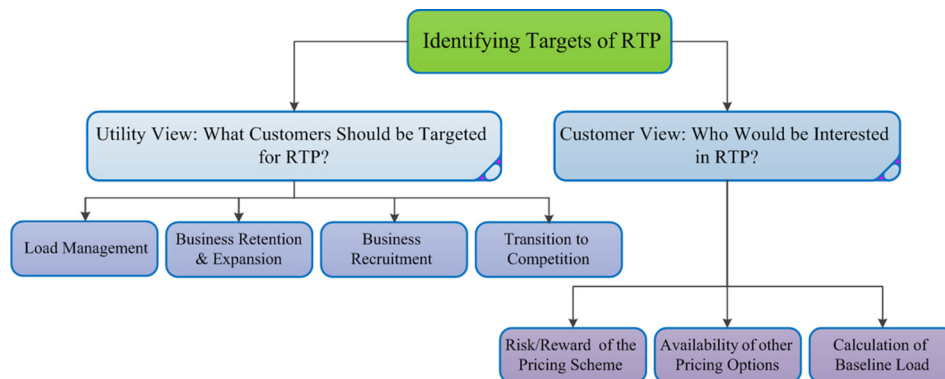 Identifying Targets of RTP
Utility View: What Customers Should be Targeted
for RTP?
Customer View: Who Would be Interested
in RTP?
Load Management
Business Retention
& Expansion
Business
Recruitment
Transition to
Competition
Risk/Reward of the
Pricing Scheme
Availability of other
Pricing Options
Calculation of
Baseline Load